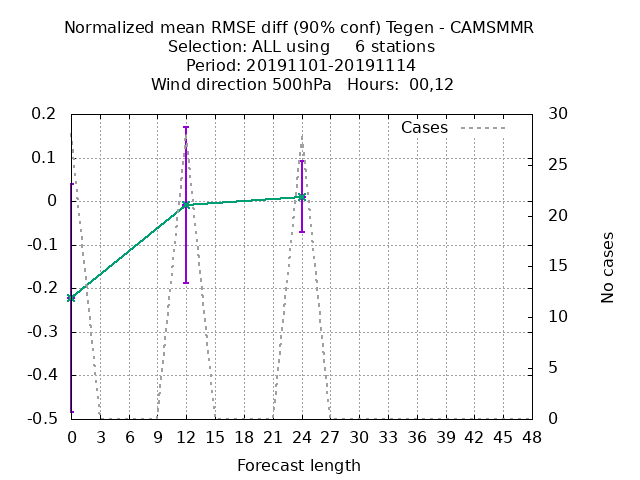 Normalized mean RMSE diff (90% conf) Tegen - CAMSMMR
Selection: ALL using     6 stations
Period: 20191101-20191114
Wind direction 500hPa   Hours:  00,12
Cases
0.2
0.1
0
-0.1
-0.2
-0.3
-0.4
-0.5
30
25
20
15
10
5
0
No cases
0 3 6 9 12 15 18 21 24 27 30 33 36 39 42 45 48
Forecast length